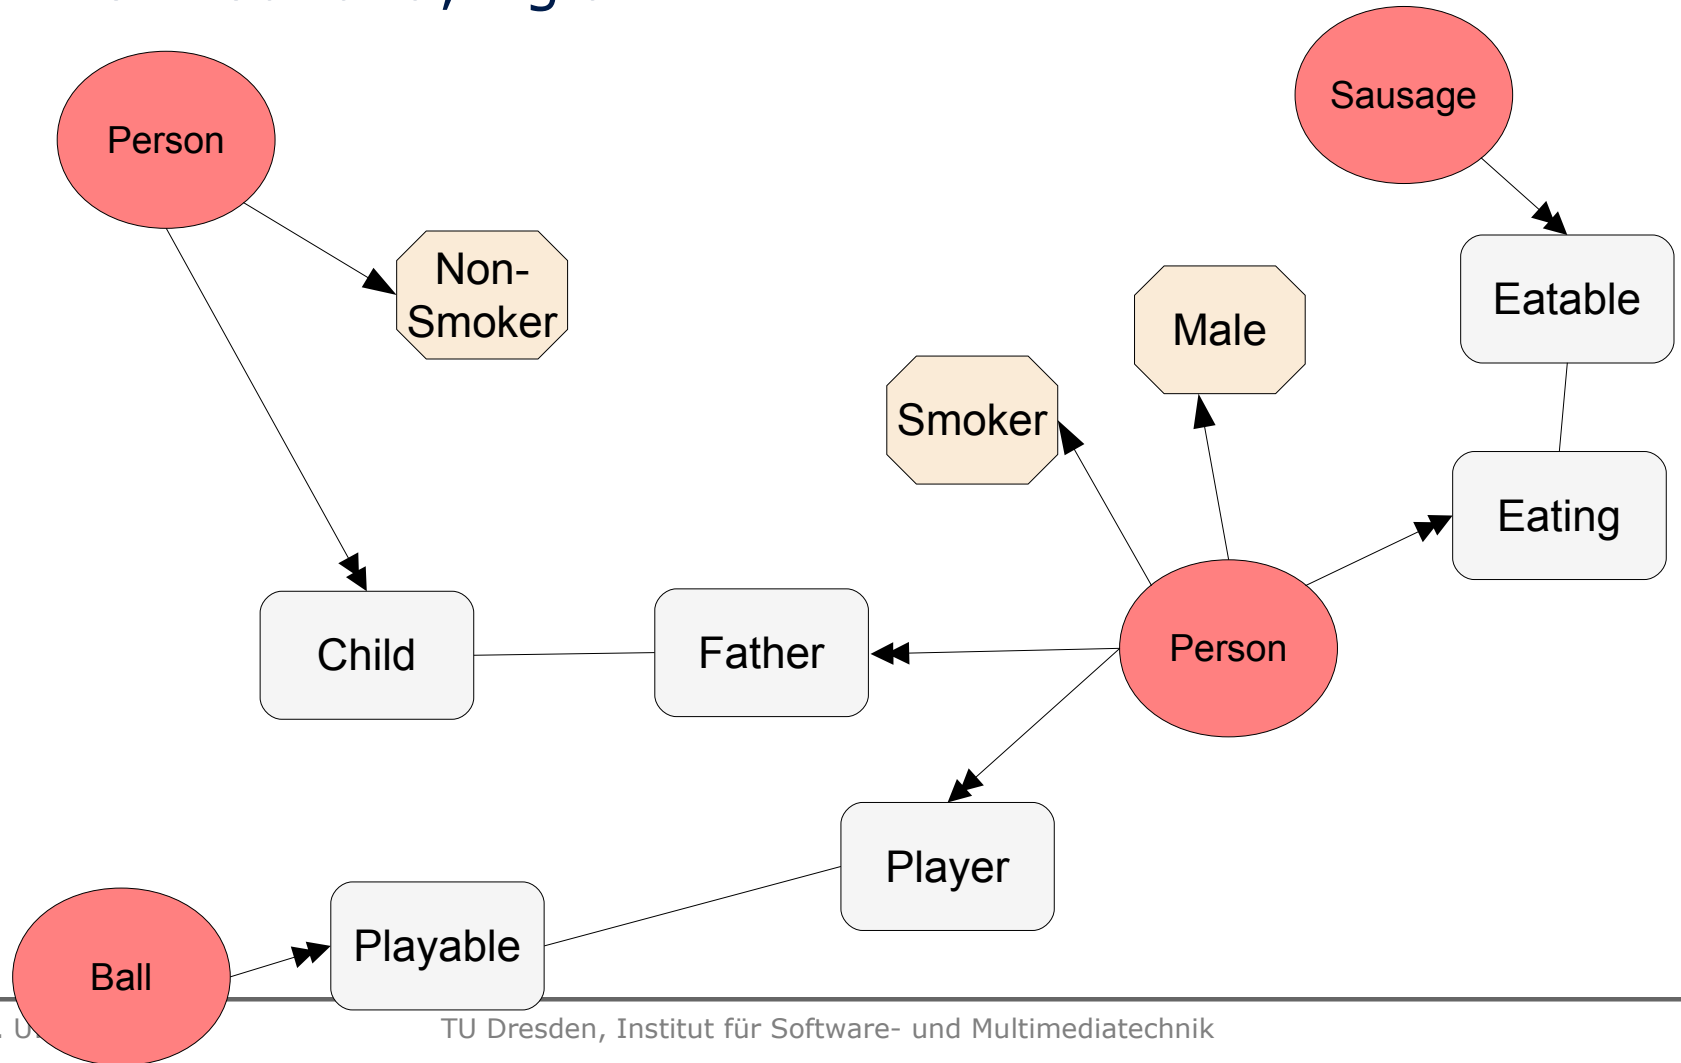 Sausage
Person
Non-
Smoker
Eatable
Male
Smoker
Eating
Child
Father
Person
Player
Playable
Ball
TU Dresden, Institut für Software- und Multimediatechnik